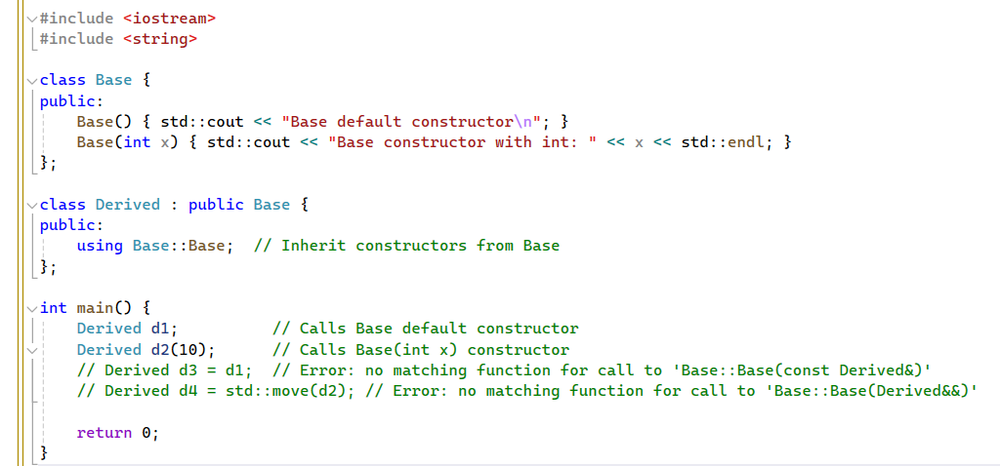 #include <iostream>
#include <string>
class Base {
public:
Base() { std::cout << "Base default constructor\n"; }
Base(int x) { std::cout << "Base constructor with int: " << x << std::endl; }
};
class Derived : public Base {
public:
using Base::Base;  // Inherit constructors from Base
};
int main() {
Derived d1;          // Calls Base default constructor
Derived d2(10);      // Calls Base(int x) constructor
// Derived d3 = d1;  // Error: no matching function for call to 'Base::Base(const Derived&)'
// Derived d4 = std::move(d2); // Error: no matching function for call to 'Base::Base(Derived&&)'
return 0;
}